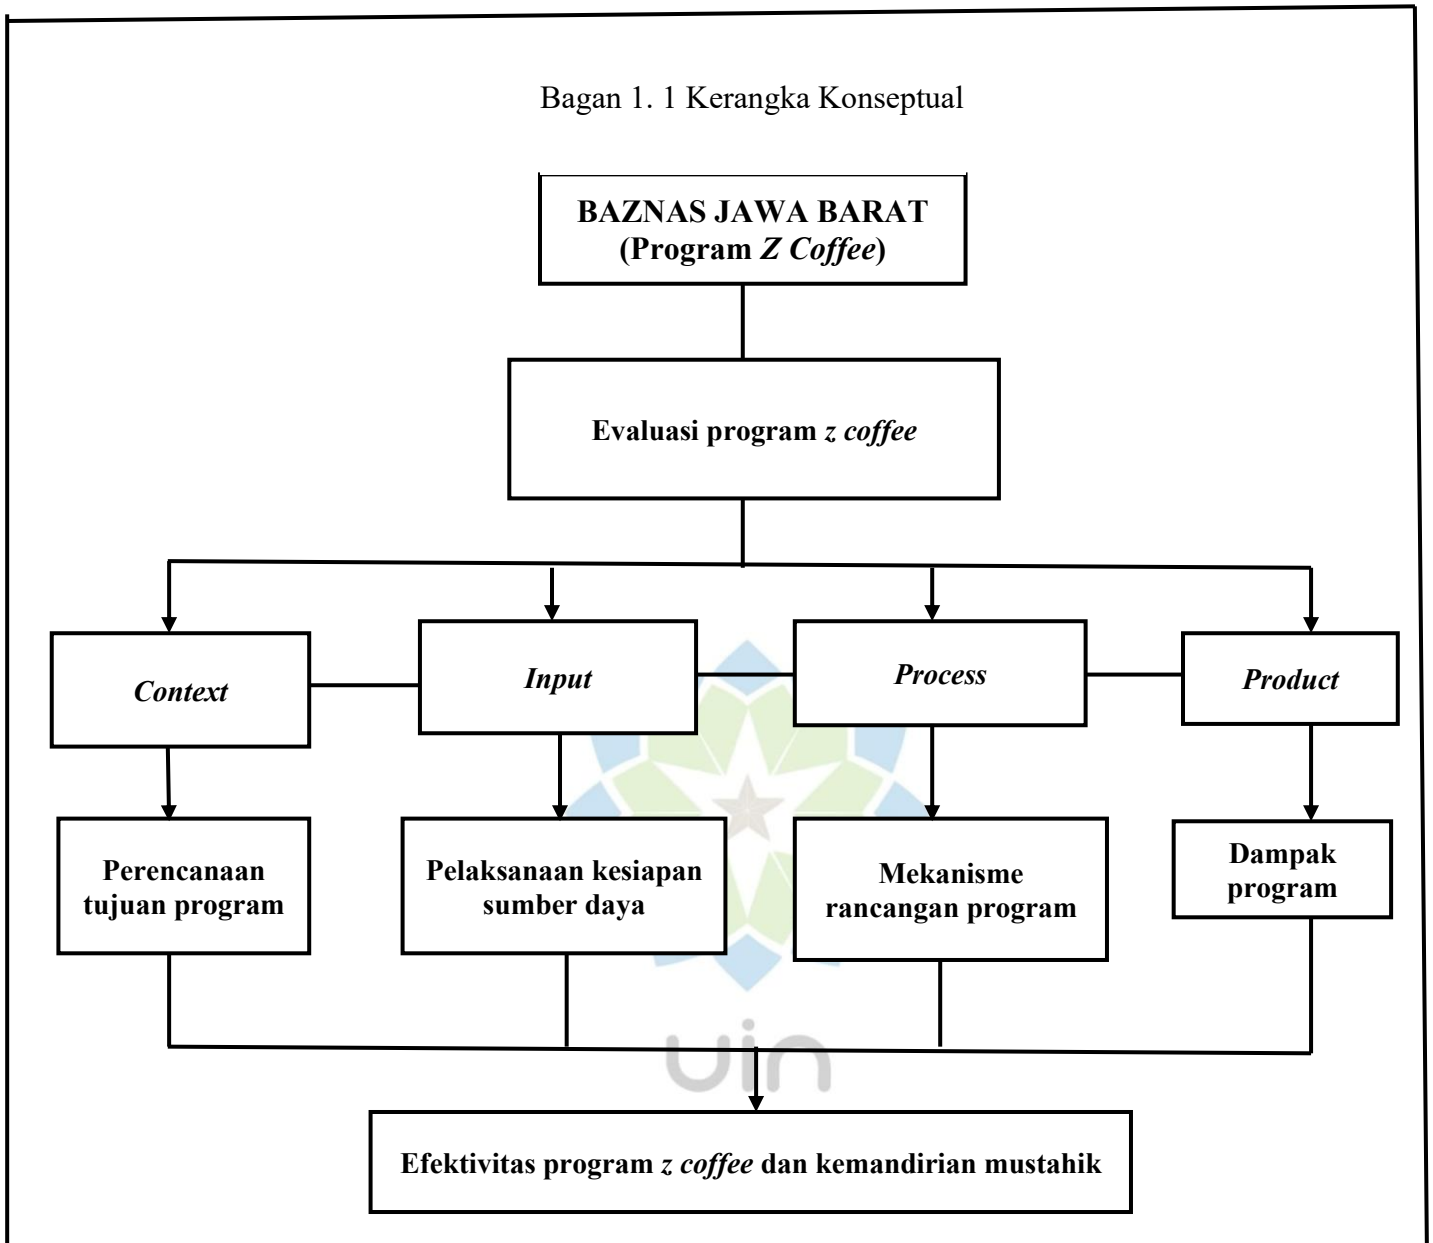 Bagan 1. 1 Kerangka Konseptual
BAZNAS JAWA BARAT
(Program Z Coffee)
Evaluasi program z coffee
Context
Input
Process
Product
Perencanaan
tujuan program
Pelaksanaan kesiapan
sumber daya
Mekanisme
rancangan program
Dampak
program
uin
Efektivitas program z coffee dan kemandirian mustahik